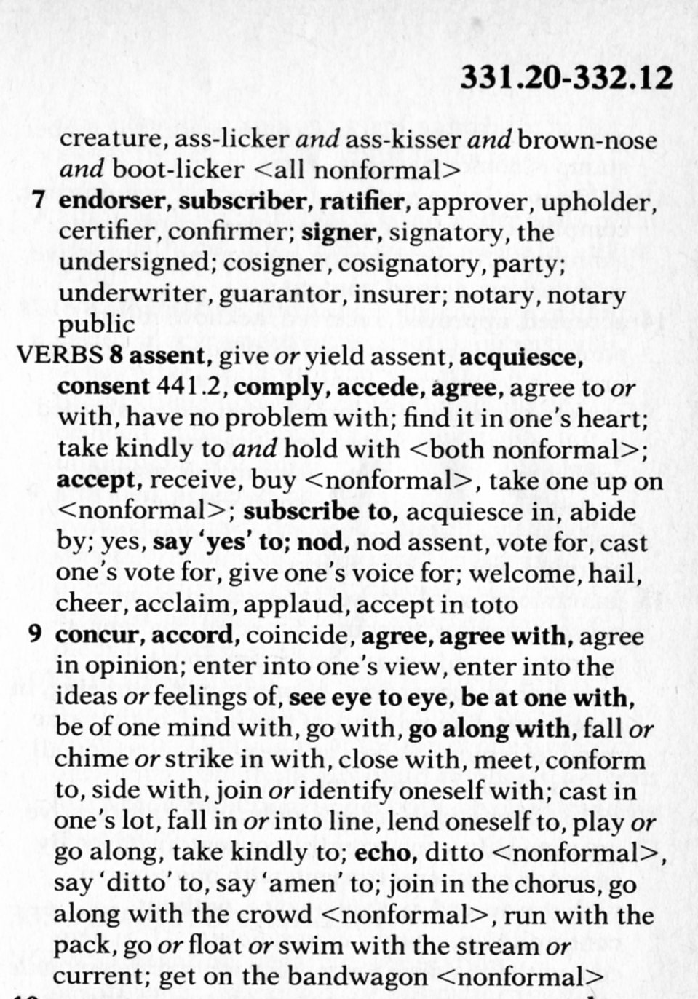 331.20-332.12
creature, ass-licker and ass-kisser and brown-nose
and boot-licker <all nonformal>
7 endorser, subscriber, ratifier, approver, upholder,
certifier, confirmer; signer, signatory, the
undersigned; cosigner, cosignatory, party;
underwriter, guarantor, insurer; notary, notary
public
VERBS 8 assent, give or yield assent, acquiesce,
consent 441.2, comply, accede, agree, agree to or
with, have no problem with; find it in one's heart;
take kindly to and hold with <both nonformal>;
accept, receive, buy <nonformal>, take one up on
<nonformal>; subscribe to, acquiesce in, abide
by; yes, say ‘yes’ to; nod, nod assent, vote for, cast
one's vote for, give one's voice for; welcome, hail,
cheer, acclaim, applaud, accept in toto
9 concur, accord, coincide, agree, agree with, agree
in opinion; enter into one's view, enter into the
ideas or feelings of, see eye to eye, be at one with,
be of one mind with, go with, go along with, fall or
chime or strike in with, close with, meet, conform
to, side with, join or identify oneself with; cast in
one's lot, fall in or into line, lend oneself to, play or
go along, take kindly to; echo, ditto <nonformal>,
say ‘ditto’ to, say ‘amen’ to; join in the chorus, go
along with the crowd <nonformal>, run with the
pack, go or float or swim with the stream or
current; get on the bandwagon <nonformal>